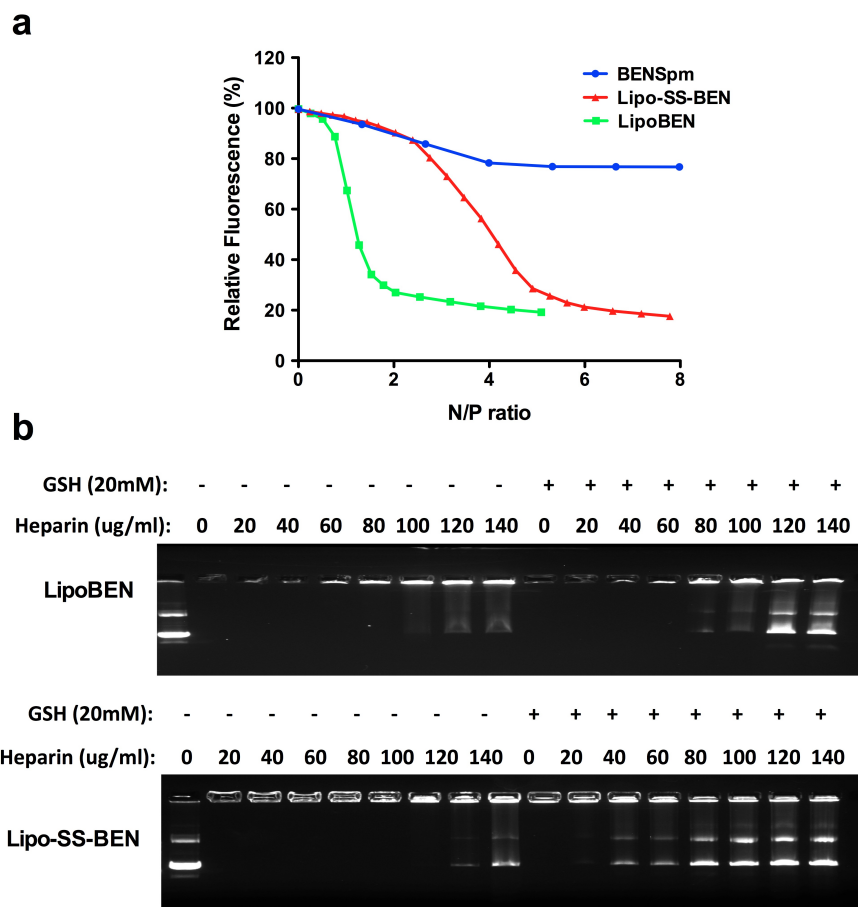 a
120
100
80
60
40
20
0
Relative Fluorescence (%)
0 2 4 6 8
N/P ratio
BENSpm
Lipo-SS-BEN
LipoBEN
b
GSH (20mM): - - - - - - - - + + + + + + + +
Heparin (ug/ml): 0 20 40 60 80 100 120 140 0 20 40 60 80 100 120 140
LipoBEN
GSH (20mM): - - - - - - - - + + + + + + + +
Heparin (ug/ml): 0 20 40 60 80 100 120 140 0 20 40 60 80 100 120 140
Lipo-SS-BEN